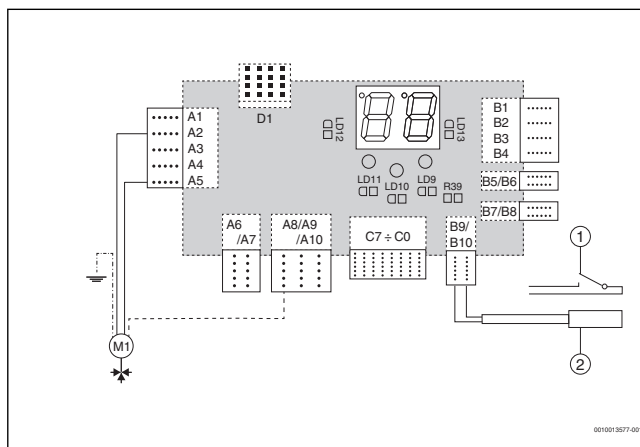 D1
A1
A2
A3
A4
A5
LD12
88
LD13
B1
B2
B3
B4
B5/B6
B7/B8
LD11
LD10
LD9
R39
A6
/A7
A8/A9
/A10
C7 ÷ C0
B9/
B10
1
2
M1
0010013577-001